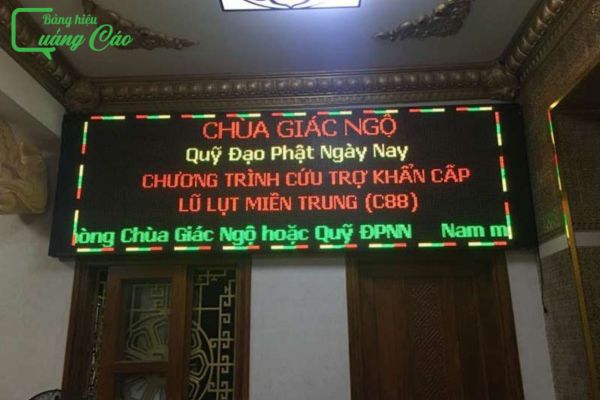 Bảng hiệu
Quảng Cáo
CHÙA GIÁC NGỘ
Quỹ Đạo Phật Ngày Nay
CHƯƠNG TRÌNH CỨU TRỢ KHẨN CẤP
LŨ LỤT MIỀN TRUNG (C88)
Chùa Giác Ngộ hoặc Quỹ ĐPNN Nam m